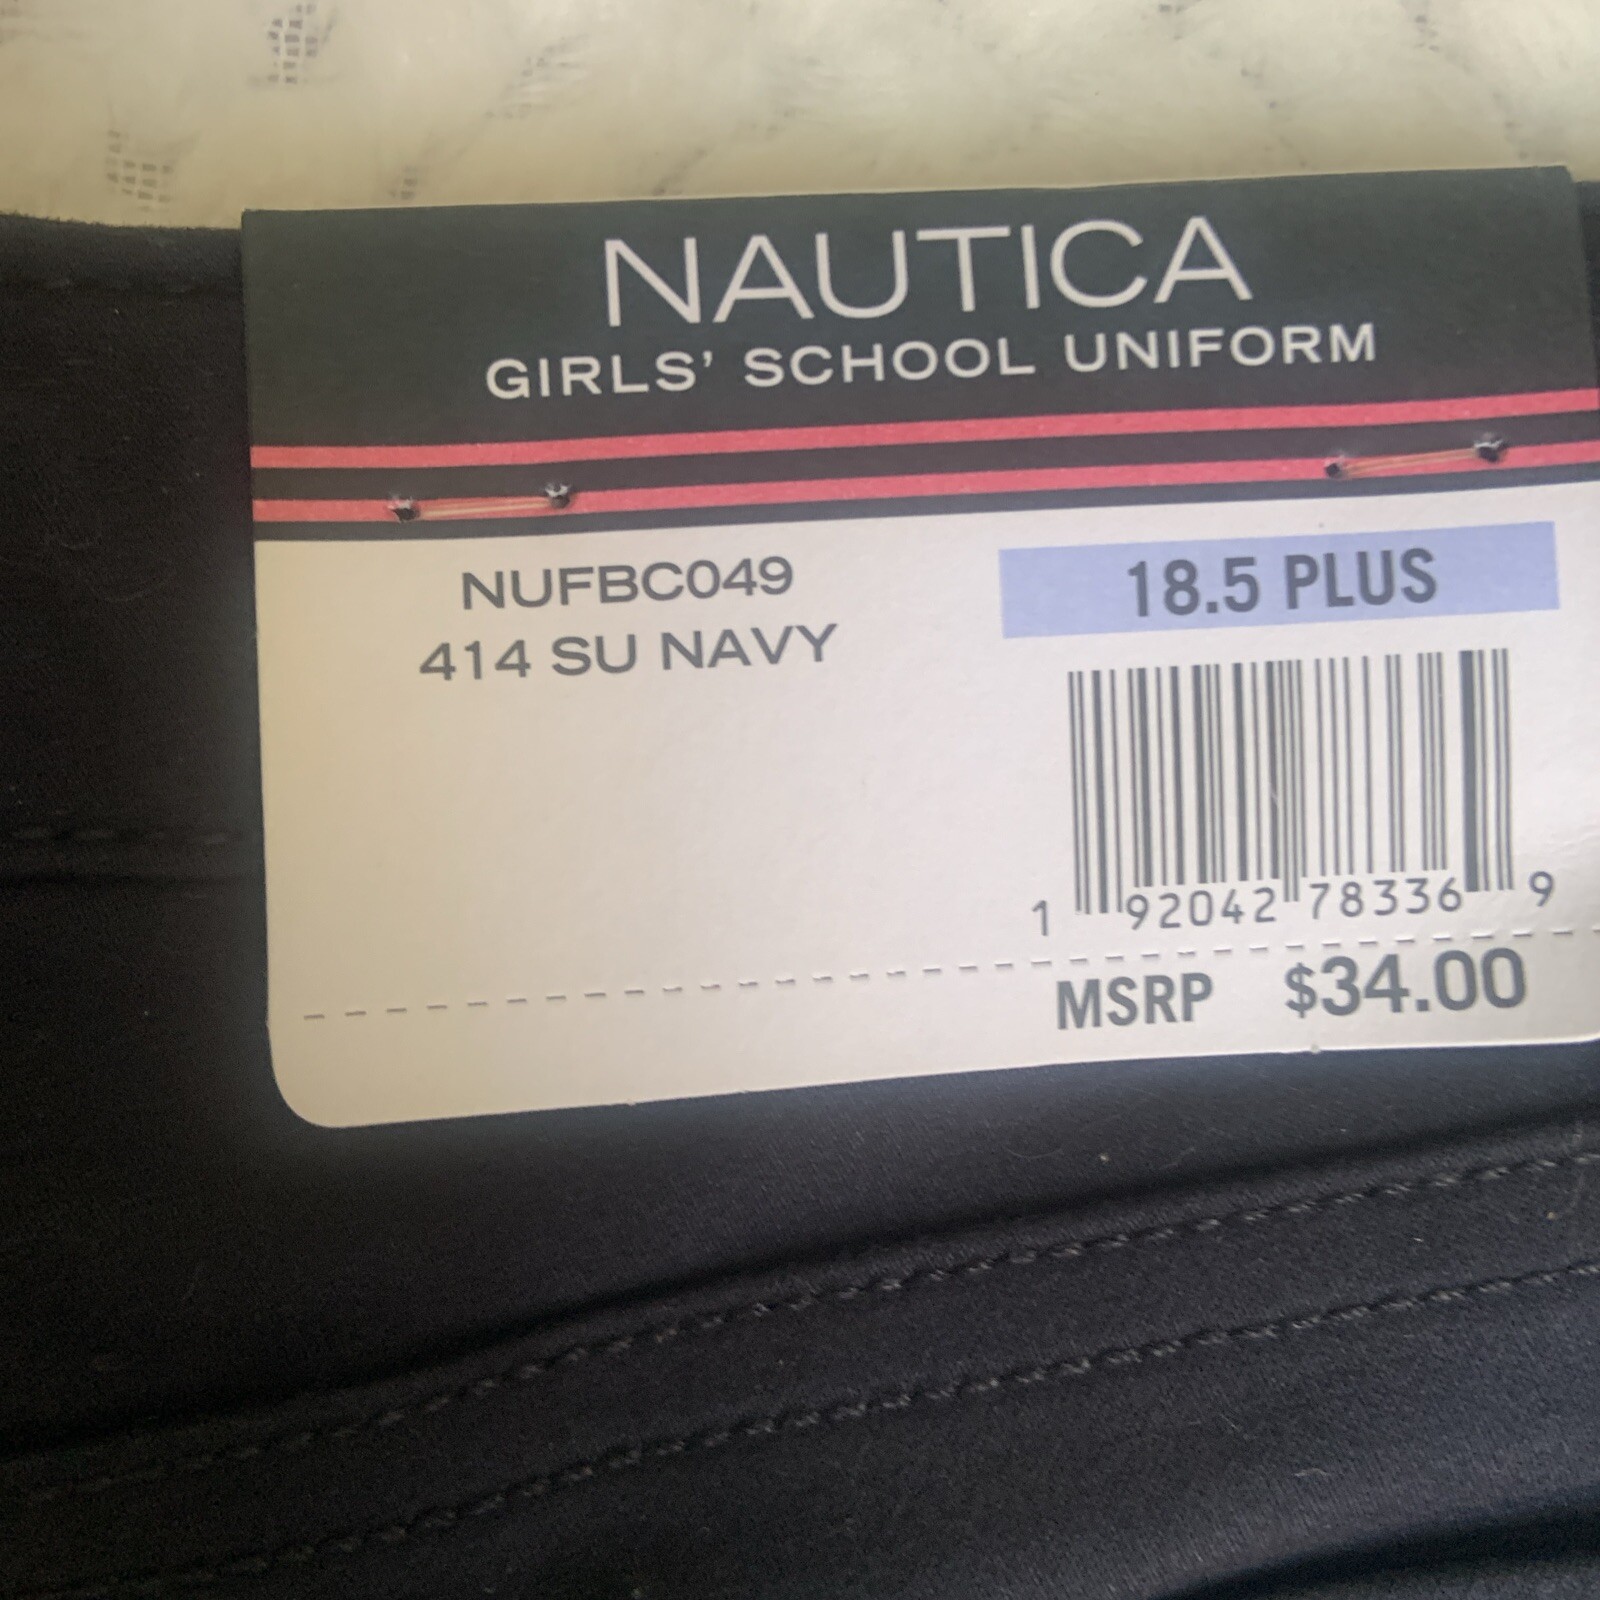 NAUTICA
GIRLS' SCHOOL UNIFORM
NUFBC049
414 SU NAVY
18.5 PLUS
1 92042 78336 9
MSRP $34.00